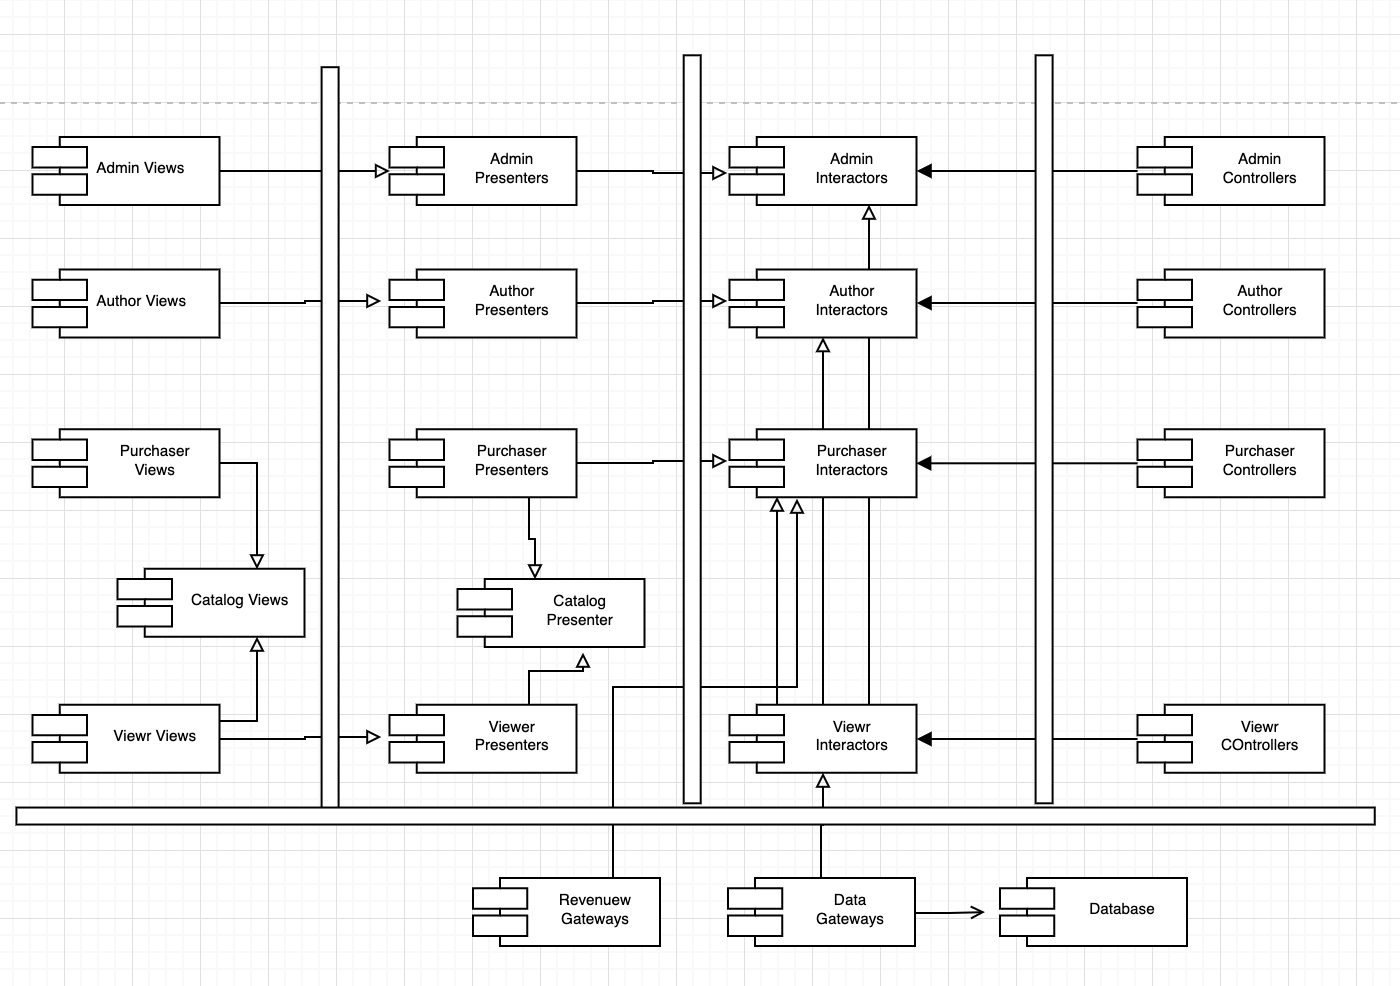 Admin Views
Admin
Presenters
Admin
Interactors
Admin
Controllers
Author Views
Author
Presenters
Author
Interactors
Author
Controllers
Purchaser
Views
Purchaser
Presenters
Purchaser
Interactors
Purchaser
Controllers
Catalog Views
Catalog
Presenter
Viewr Views
Viewer
Presenters
Viewr
Interactors
Viewr
COntrollers
Revenuew
Gateways
Data
Gateways
Database